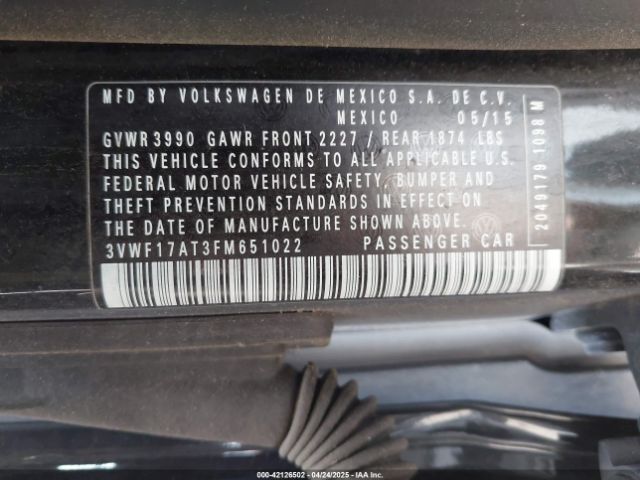 MFD BY VOLKSWAGEN DE MEXICO S.A. DE C.V.
MEXICO 05/15
GVWR 3990 GAWR FRONT 2227 / REAR 1874 LBS
THIS VEHICLE CONFORMS TO ALL APPLICABLE U.S.
FEDERAL MOTOR VEHICLE SAFETY, BUMPER AND
THEFT PREVENTION STANDARDS IN EFFECT ON
THE DATE OF MANUFACTURE SHOWN ABOVE.
3VWF17AT3FM651022 PASSENGER CAR
2049179 1098 M
000-42126502 - 04/24/2025 - IAA Inc.